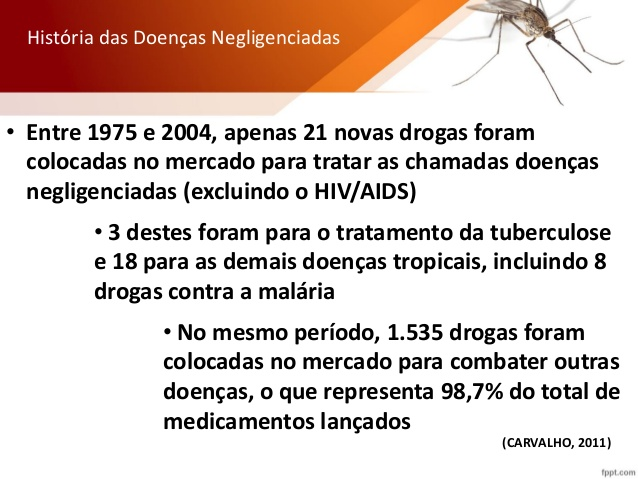 História das Doenças Negligenciadas
• Entre 1975 e 2004, apenas 21 novas drogas foram
colocadas no mercado para tratar as chamadas doenças
negligenciadas (excluindo o HIV/AIDS)
• 3 destes foram para o tratamento da tuberculose
e 18 para as demais doenças tropicais, incluindo 8
drogas contra a malária
• No mesmo período, 1.535 drogas foram
colocadas no mercado para combater outras
doenças, o que representa 98,7% do total de
medicamentos lançados
(CARVALHO, 2011)
fppt.com